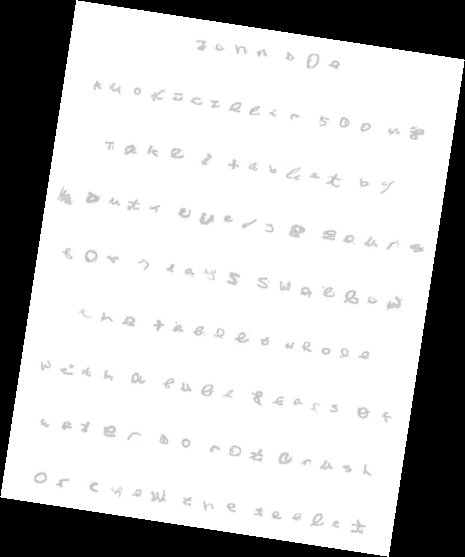 John Doe
Amoxicillin 500 mg
Take tablet by
mouth every 8 hours
for 7 days Swallow
the tablet whole
with a full glass of
water Do not crush
Or chew the tablet